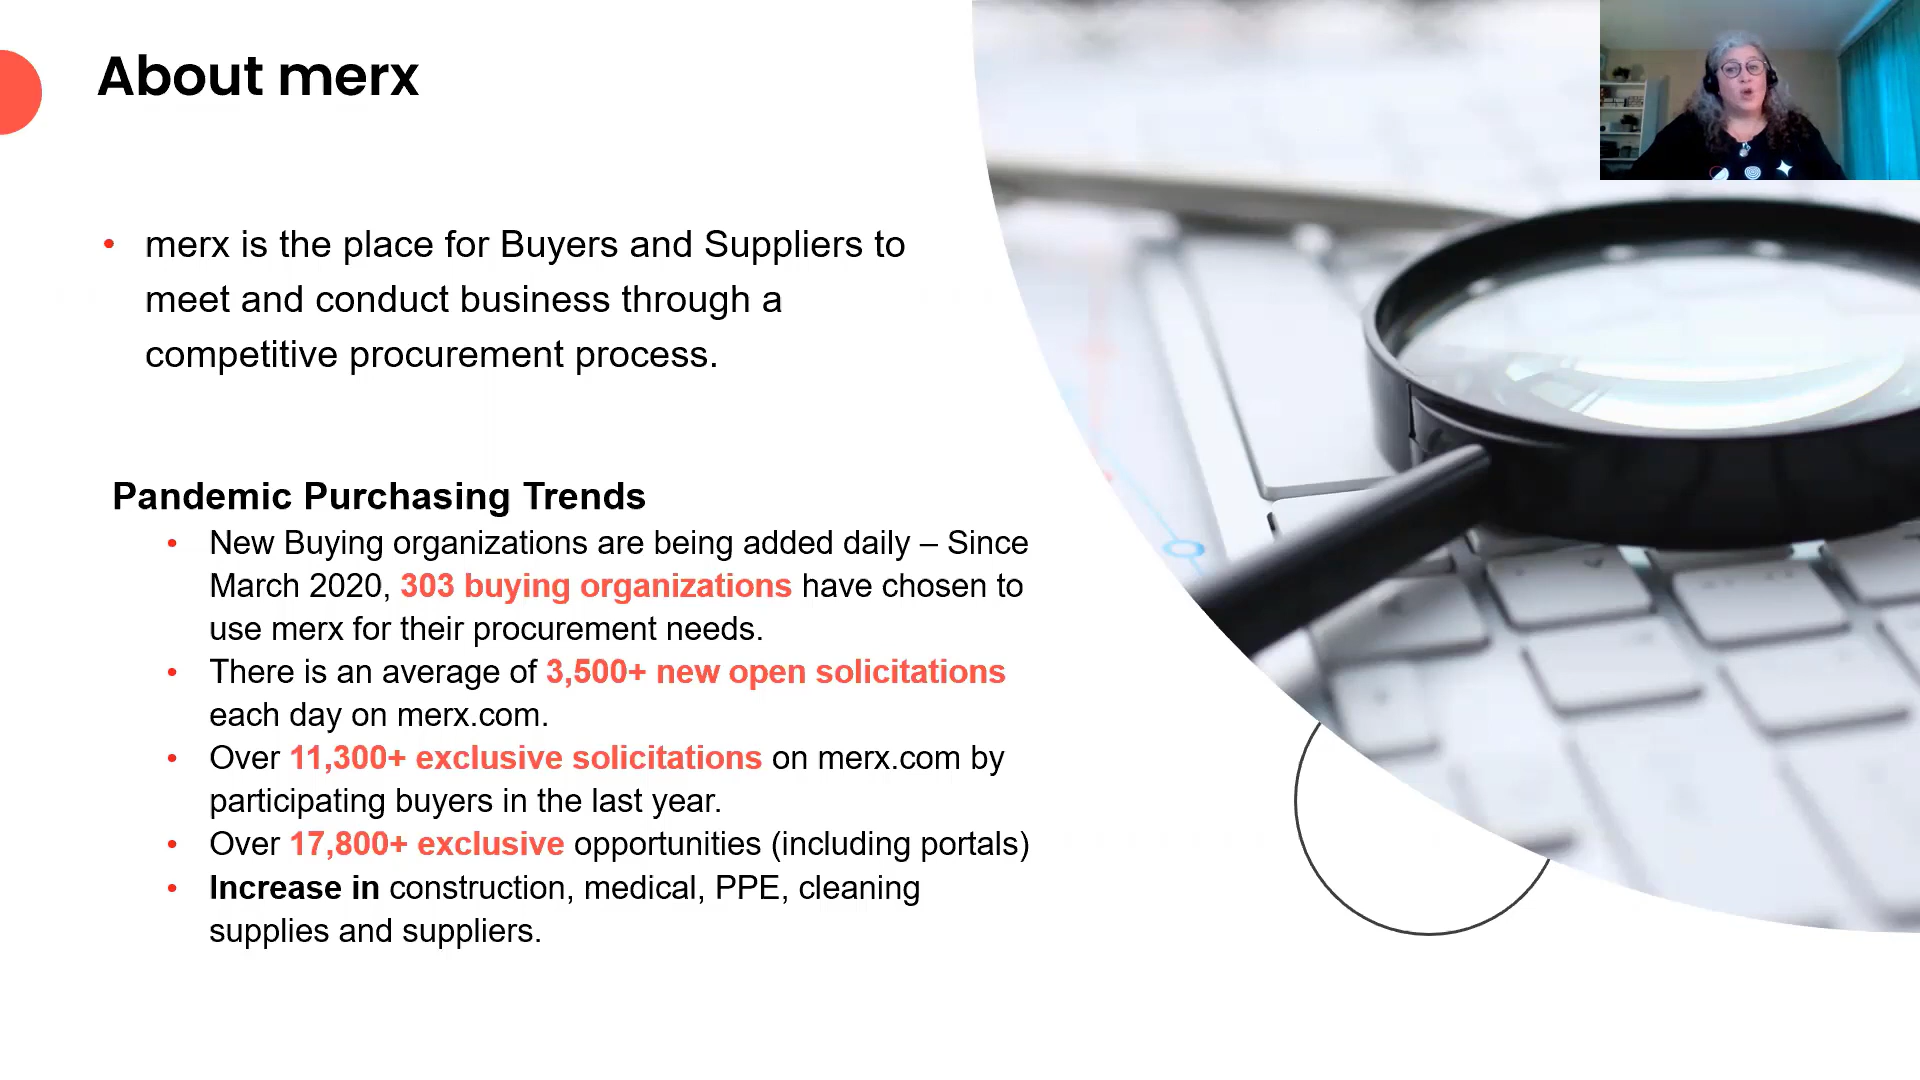 About merx
• merx is the place for Buyers and Suppliers to
meet and conduct business through a
competitive procurement process.
Pandemic Purchasing Trends
• New Buying organizations are being added daily – Since
March 2020, 303 buying organizations have chosen to
use merx for their procurement needs.
• There is an average of 3,500+ new open solicitations
each day on merx.com.
• Over 11,300+ exclusive solicitations on merx.com by
participating buyers in the last year.
• Over 17,800+ exclusive opportunities (including portals)
• Increase in construction, medical, PPE, cleaning
supplies and suppliers.